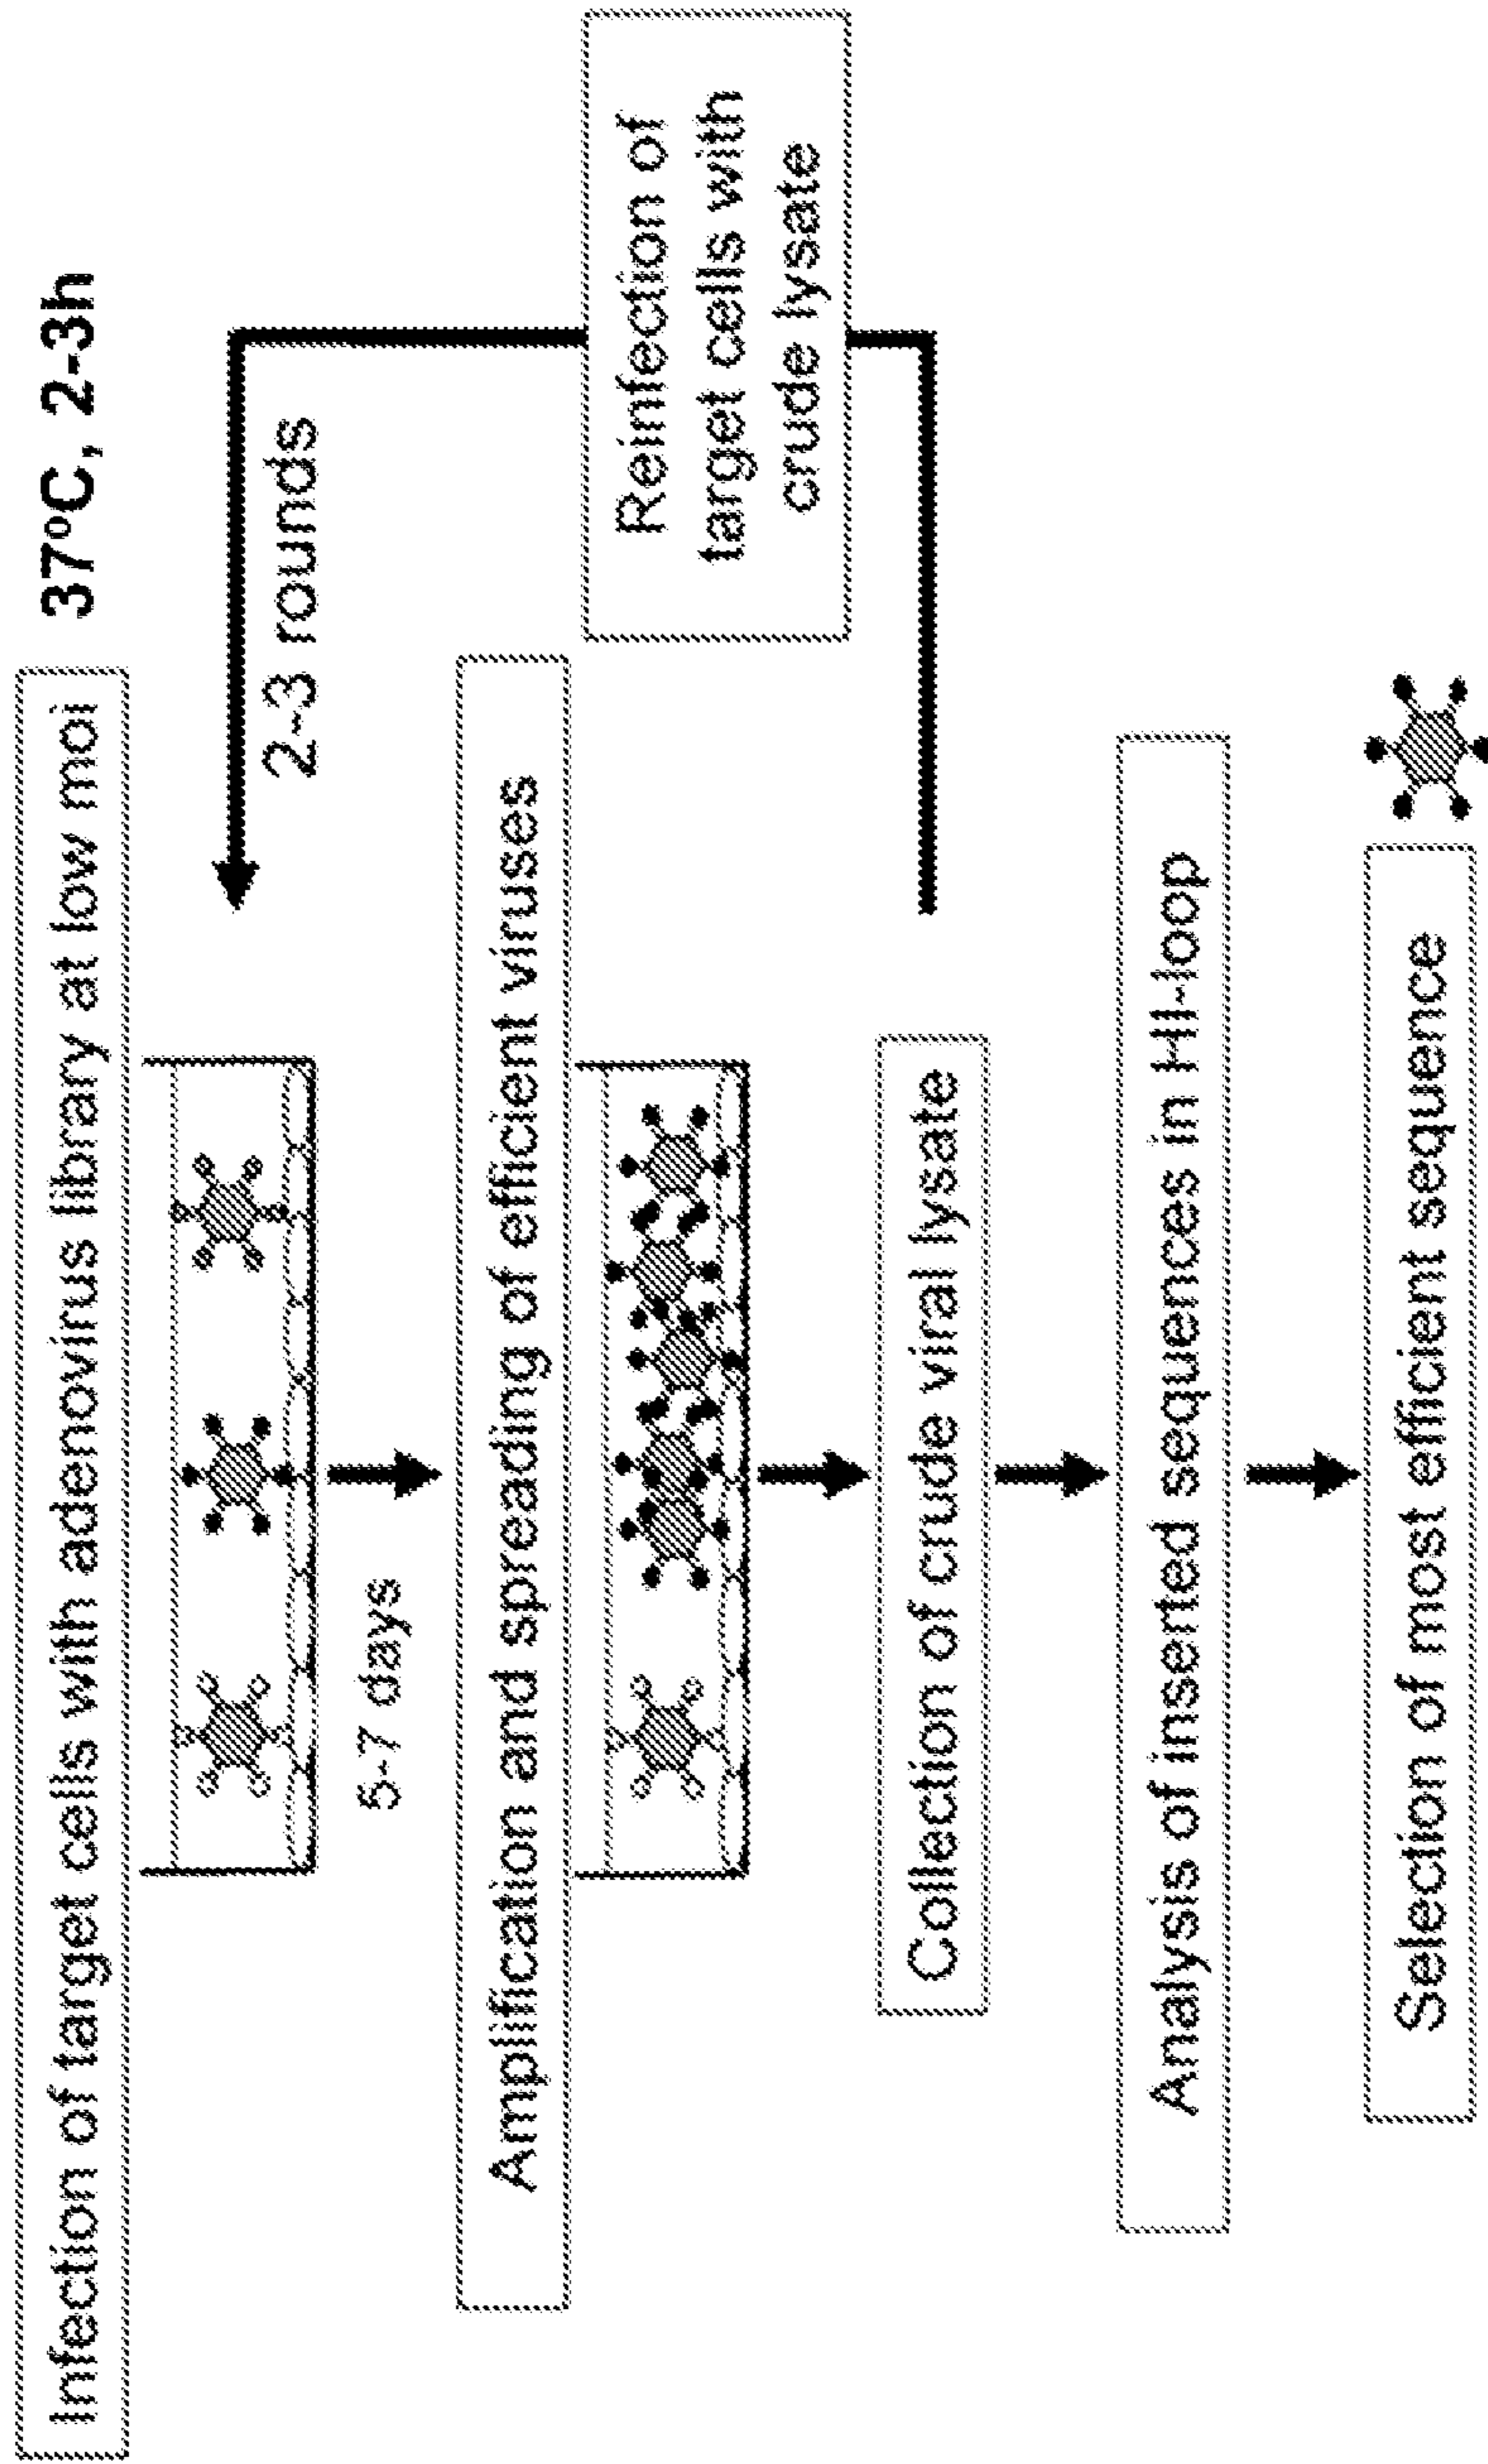 Infection of target cells with adenovirus library at low moi
37°C, 2-3h
2-3 rounds
5-7 days
Amplification and spreading of efficient viruses
Reinfection of
target cells with
crude lysate
Collection of crude viral lysate
Analysis of inserted sequences in HI-loop
Selection of most efficient sequence